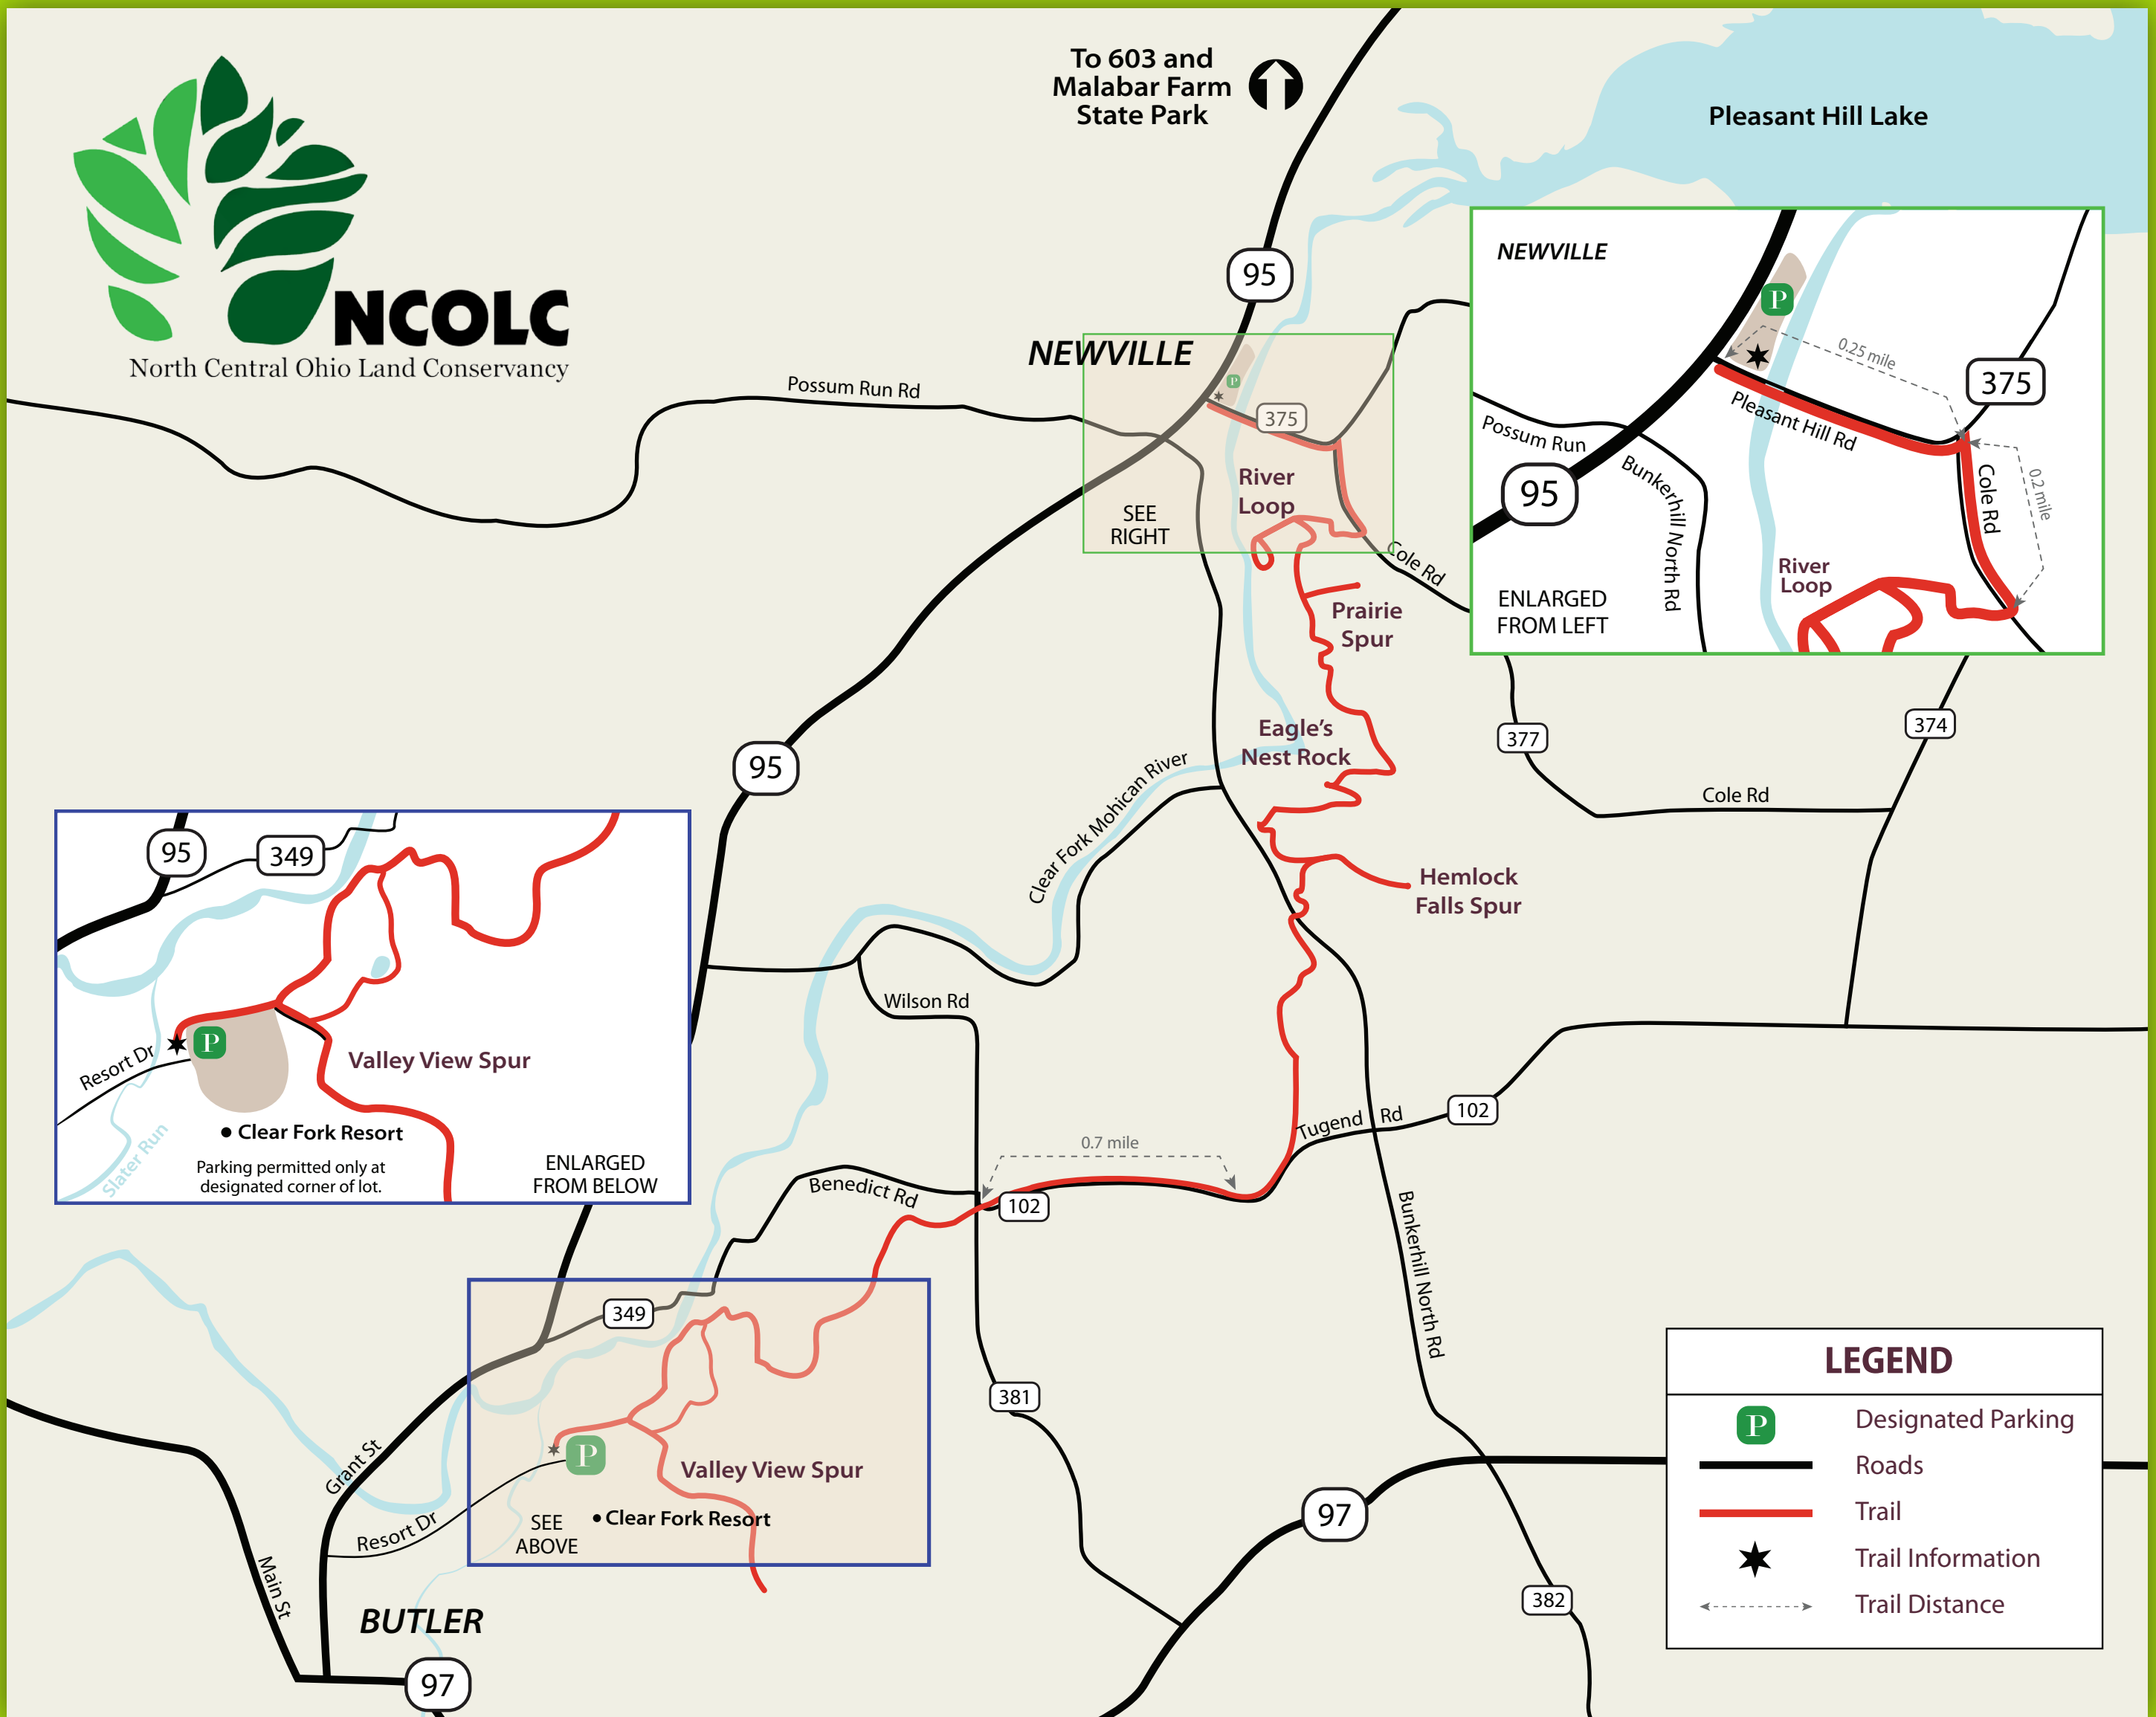 To 603 and
Malabar Farm
State Park
Pleasant Hill Lake
NCOLC
North Central Ohio Land Conservancy
95
NEWVILLE
Possum Run Rd
P
375
River
Loop
SEE
RIGHT
Cole Rd
Prairie
Spur
NEWVILLE
P
0.25 mile
375
Pleasant Hill Rd
Possum Run
95
Bunkerhill North Rd
Cole Rd
0.2 mile
River
Loop
ENLARGED
FROM LEFT
Eagle's
Nest Rock
377
374
Cole Rd
95
Clear Fork Mohican River
Hemlock
Falls Spur
95
349
Resort Dr
P
Valley View Spur
Clear Fork Resort
Slater Run
Parking permitted only at
designated corner of lot.
ENLARGED
FROM BELOW
Wilson Rd
Tugend Rd
102
0.7 mile
Benedict Rd
102
Bunkerhill North Rd
349
381
P
Valley View Spur
Clear Fork Resort
SEE
ABOVE
Grant St
Resort Dr
Main St
BUTLER
97
97
382
LEGEND
P
Designated Parking
Roads
Trail
Trail Information
Trail Distance